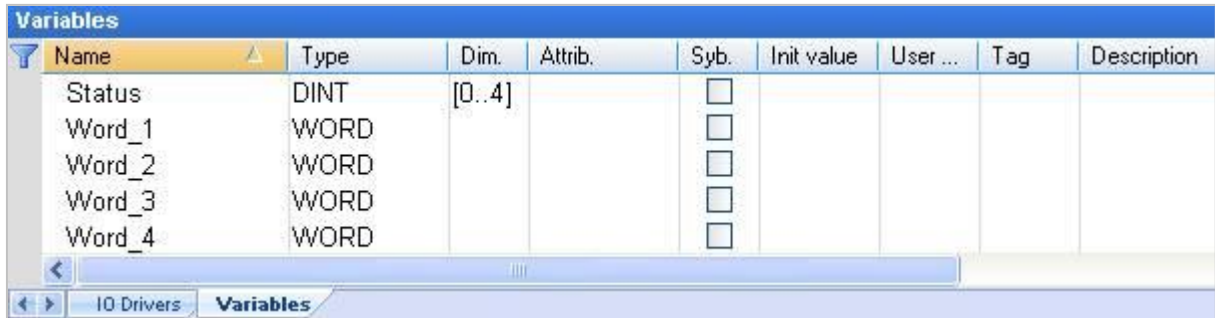 Variables
Name Type Dim. Attrib. Syb. Init value User ... Tag Description
Status DINT [0..4]
Word_1 WORD
Word_2 WORD
Word_3 WORD
Word_4 WORD
IO Drivers Variables